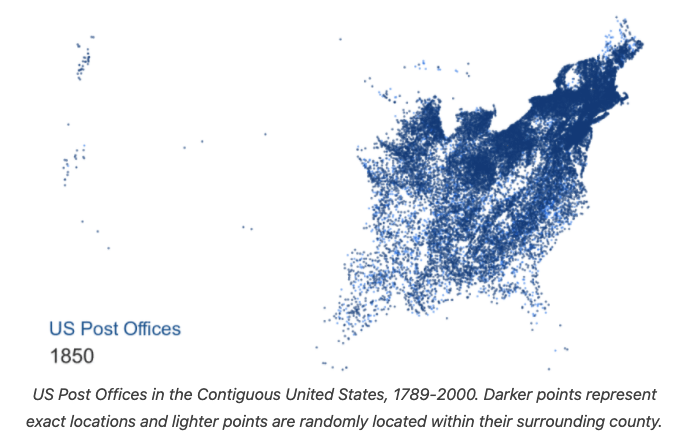 US Post Offices
1850
US Post Offices in the Contiguous United States, 1789-2000. Darker points represent
exact locations and lighter points are randomly located within their surrounding county.